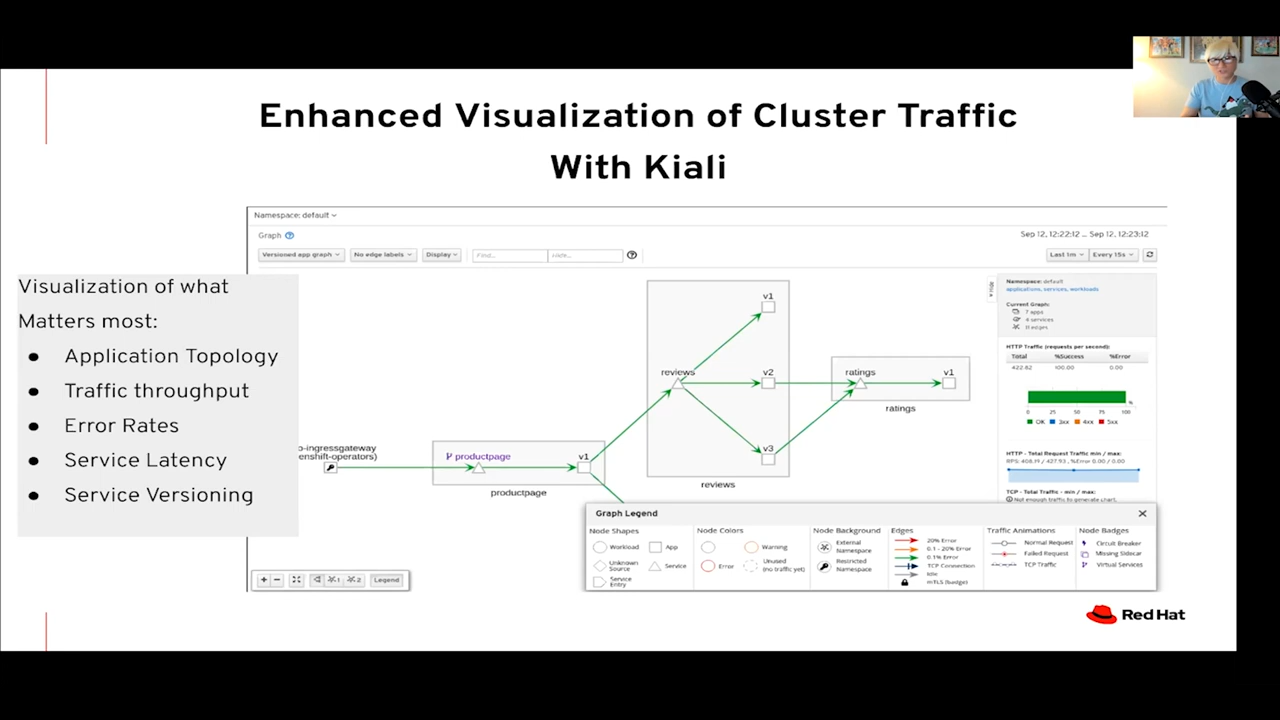 Enhanced Visualization of Cluster Traffic
With Kiali
Visualization of what
Matters most:
● Application Topology
● Traffic throughput
● Error Rates
● Service Latency
● Service Versioning
Namespace: default
Graph
Sep 12, 12:22:12 ... Sep 12, 12:23:12
Versioned app graph
No edge labels
Display
Find...
Hide...
Last 1m
Every 15s
Hide
o-ingressgateway
enshift-operators)
productpage
v1
productpage
reviews
v1
v2
v3
reviews
ratings
v1
ratings
Namespace: default
applications, services, workloads
Current Graph:
7 apps
4 services
11 edges
HTTP Traffic (requests per second):
Total %Success %Error
422.82 100.00 0.00
%
0 25 50 75 100
OK 3xx 4xx 5xx
HTTP - Total Request Traffic min / max:
RPS: 408.19 / 427.93 , %Error 0.00 / 0.00
TCP - Total Traffic - min / max:
Not enough traffic to generate chart.
1 2
Legend
Graph Legend
Node Shapes
Workload
App
Unknown
Source
Service
Service
Entry
Node Colors
Warning
Error
Unused
(no traffic yet)
Node Background
External
Namespace
Restricted
Namespace
Edges
20% Error
0.1 - 20% Error
0.1% Error
TCP Connection
Idle
mTLS (badge)
Traffic Animations
Normal Request
Failed Request
TCP Traffic
Node Badges
Circuit Breaker
Missing Sidecar
Virtual Services
Red Hat